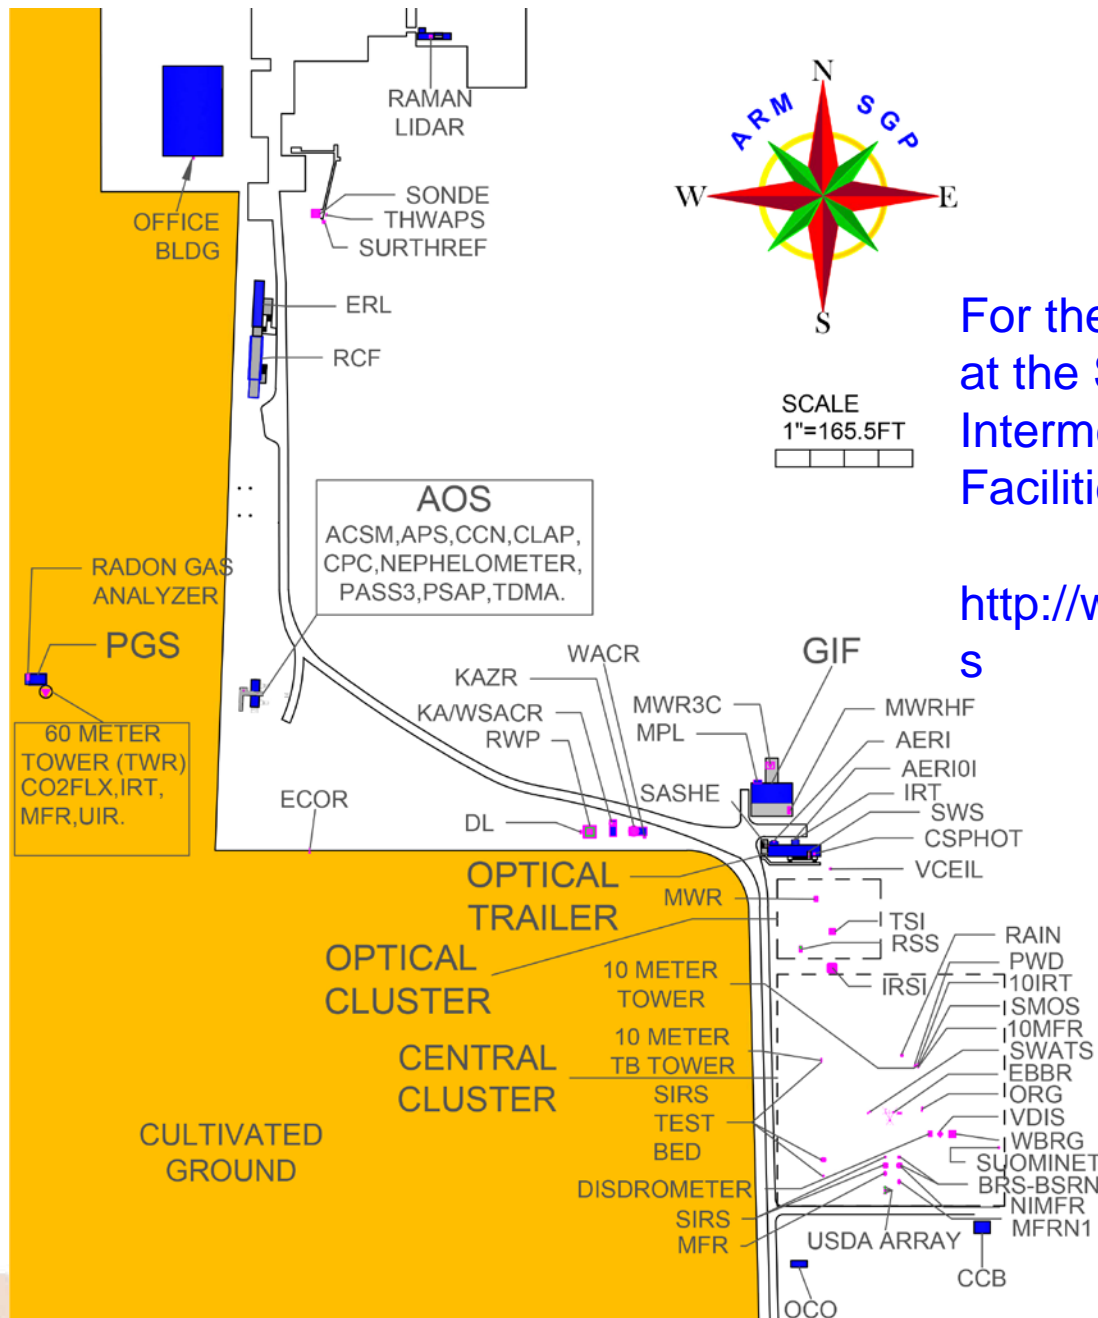 RAMAN
LIDAR
ARM SGP
N
W
E
S
SONDE
THWAPS
SURTHREF
OFFICE
BLDG
ERL
RCF
For the
at the S
Interme
Facilitie
http://w
s
SCALE
1"=165.5FT
AOS
ACSM,APS,CCN,CLAP,
CPC,NEPHELOMETER,
PASS3,PSAP,TDMA.
RADON GAS
ANALYZER
PGS
60 METER
TOWER (TWR)
CO2FLX,IRT,
MFR,UIR.
ECOR
WACR
KAZR
KA/WSACR
RWP
DL
GIF
MWR3C
MPL
SASHE
MWRHF
AERI
AERI0I
IRT
SWS
CSPHOT
VCEIL
OPTICAL
TRAILER
MWR
TSI
RSS
IRSI
OPTICAL
CLUSTER
10 METER
TOWER
10 METER
TB TOWER
CENTRAL
CLUSTER
SIRS
TEST
BED
RAIN
PWD
10IRT
SMOS
10MFR
SWATS
EBBR
ORG
VDIS
WBRG
SUOMINET
BRS-BSRN
NIMFR
MFRN1
CULTIVATED
GROUND
DISDROMETER
SIRS
MFR
USDA ARRAY
CCB
OCO